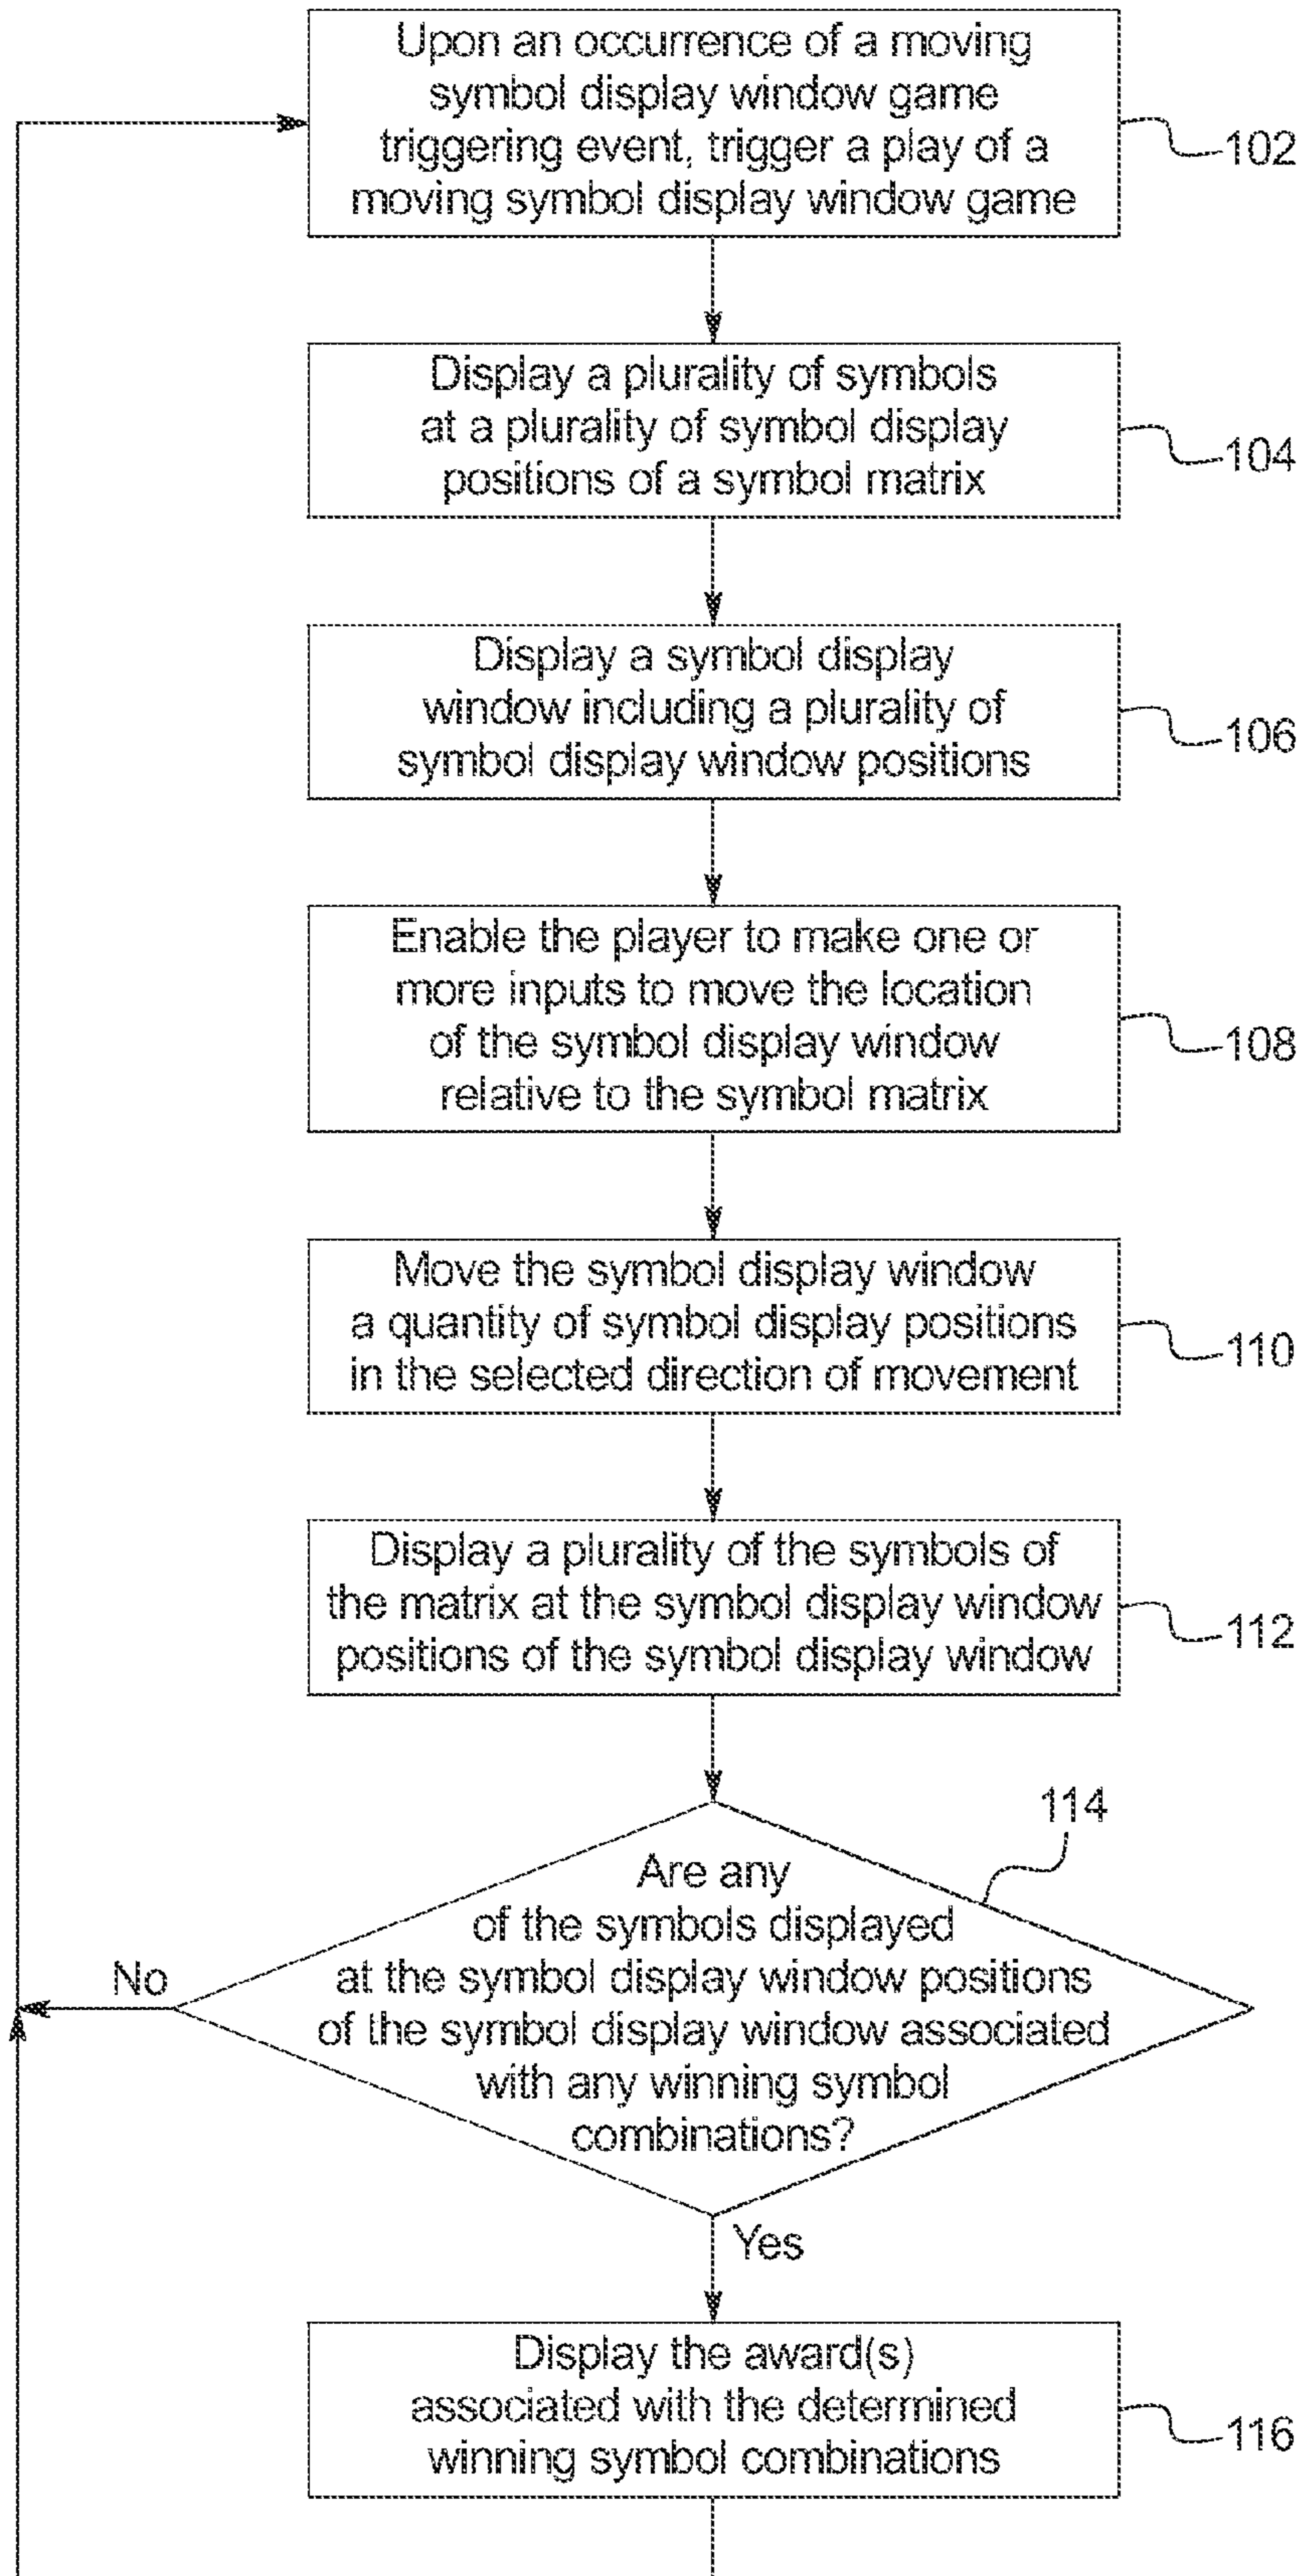 Upon an occurrence of a moving
symbol display window game
triggering event, trigger a play of a
moving symbol display window game
102
Display a plurality of symbols
at a plurality of symbol display
positions of a symbol matrix
104
Display a symbol display
window including a plurality of
symbol display window positions
106
Enable the player to make one or
more inputs to move the location
of the symbol display window
relative to the symbol matrix
108
Move the symbol display window
a quantity of symbol display positions
in the selected direction of movement
110
Display a plurality of the symbols of
the matrix at the symbol display window
positions of the symbol display window
112
114
Are any
of the symbols displayed
at the symbol display window positions
of the symbol display window associated
with any winning symbol
combinations?
No
Yes
Display the award(s)
associated with the determined
winning symbol combinations
116